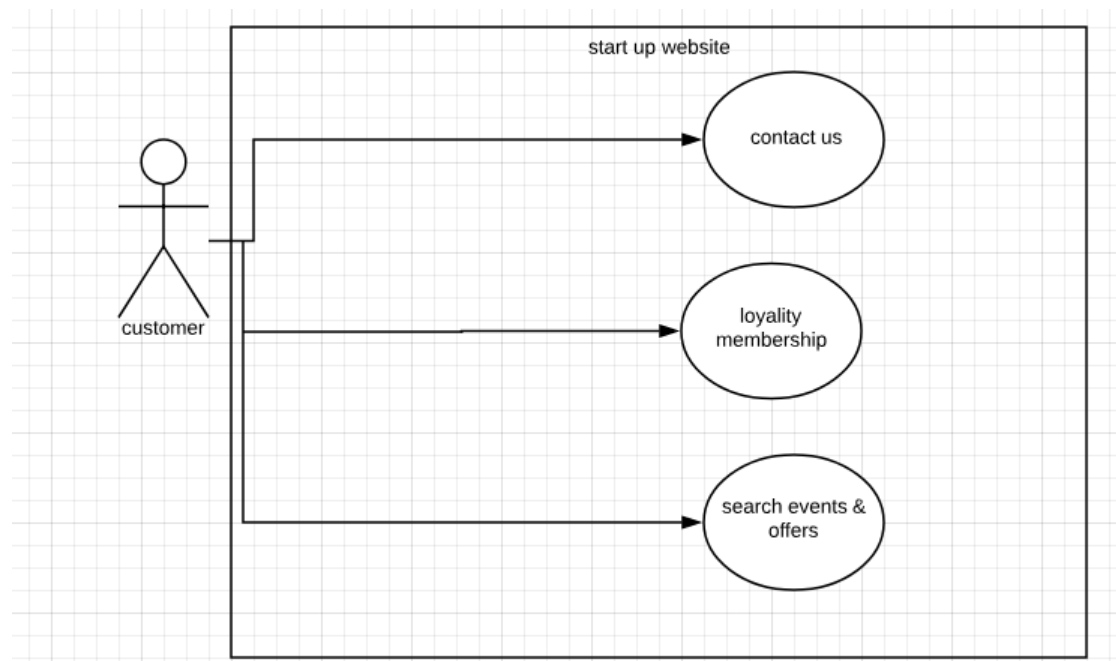 start up website
contact us
customer
loyality
membership
search events &
offers